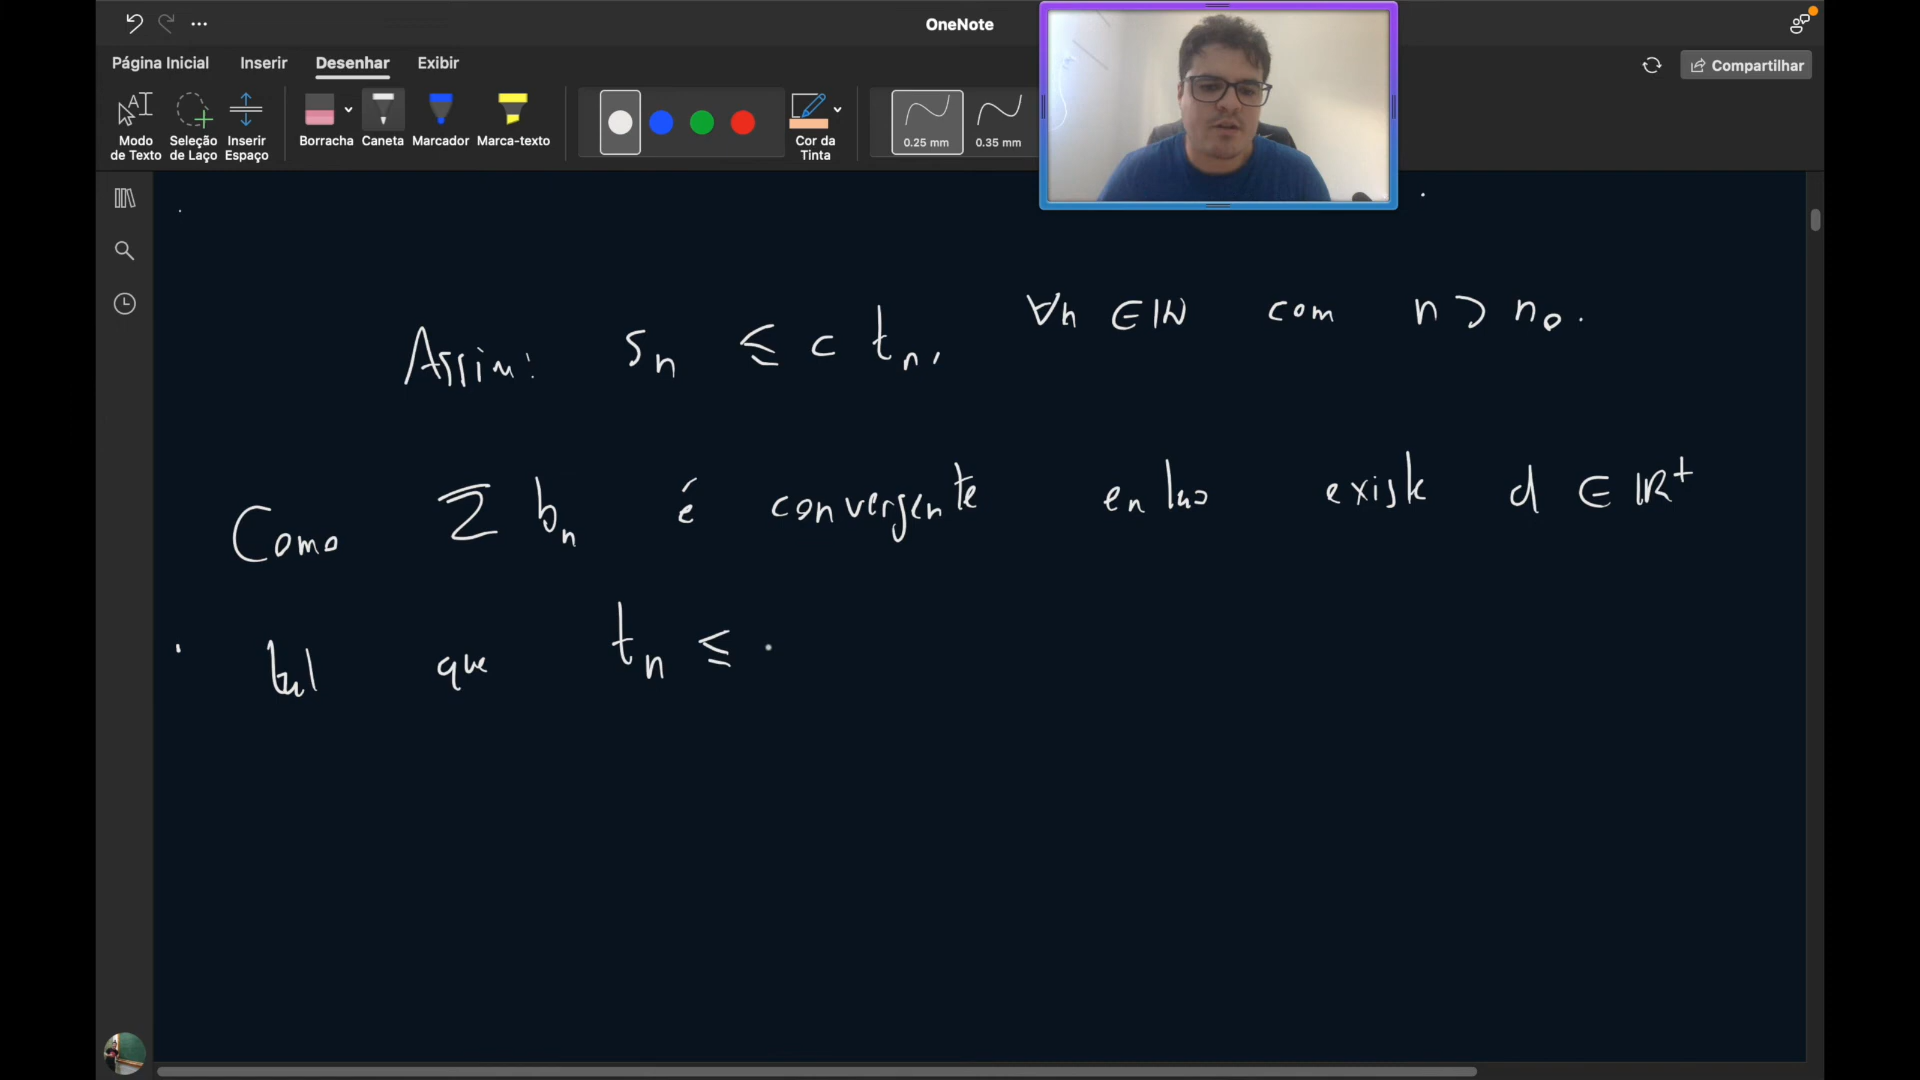 OneNote
Página Inicial Inserir Desenhar Exibir
Compartilhar
Modo de Texto Seleção de Laço Inserir Espaço Borracha Caneta Marcador Marca-texto Cor da Tinta 0.25 mm 0.35 mm
Assim: sₙ ≤ c tₙ, ∀n ∈ ℕ com n > n₀.
Como Σ bₙ é convergente entao existe d ∈ ℝ⁺
tal que tₙ ≤